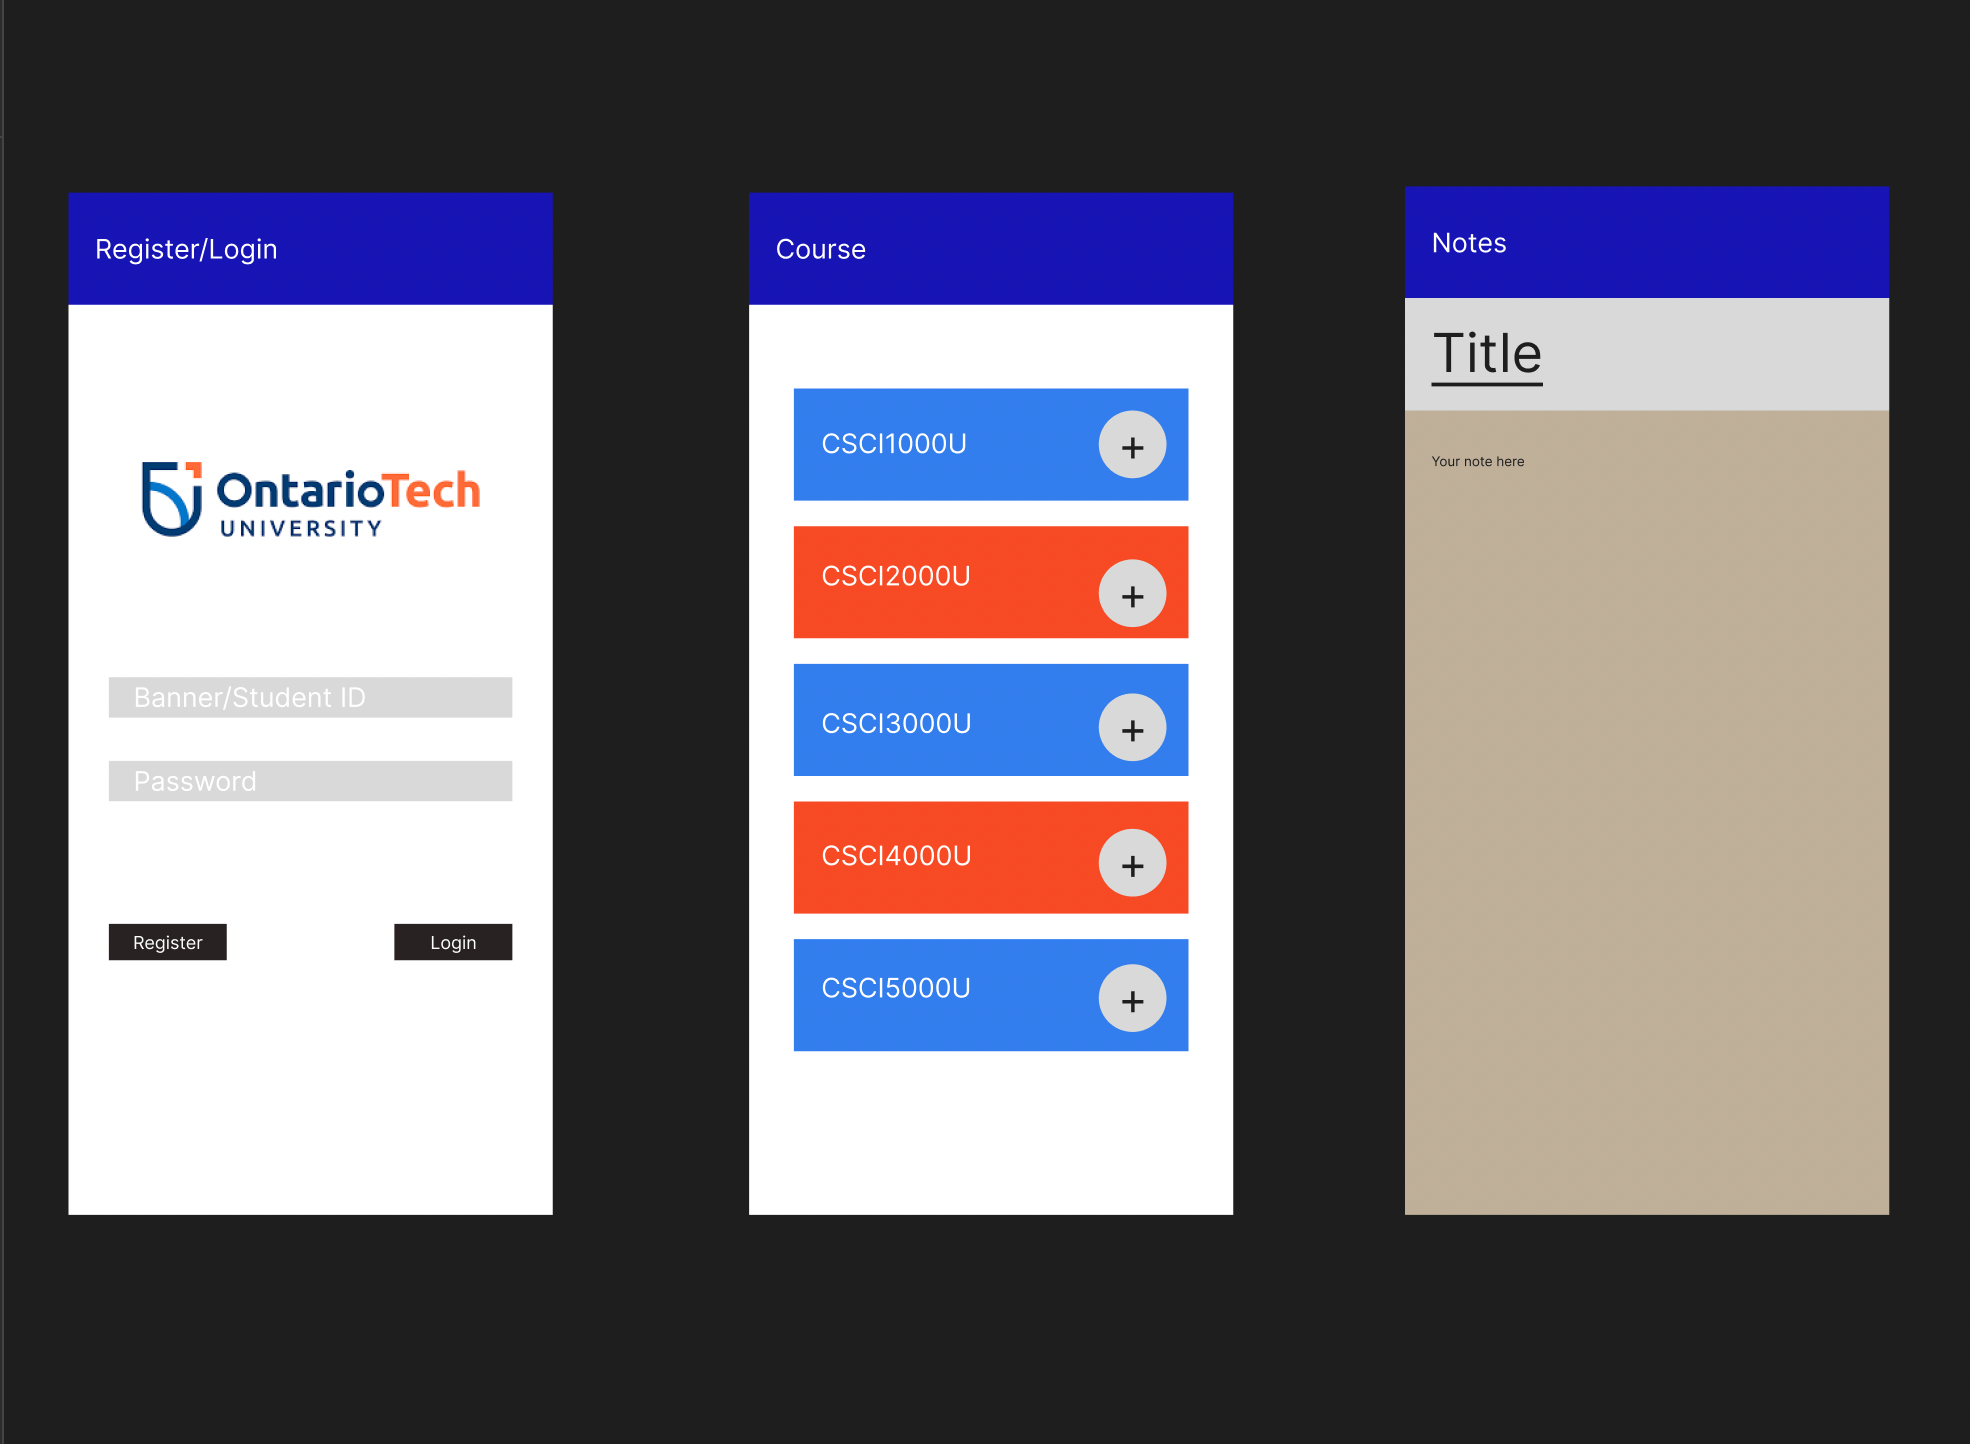 Register/Login
OntarioTech
UNIVERSITY
Banner/Student ID
Password
Register
Login
Course
CSCI1000U
+
CSCI2000U
+
CSCI3000U
+
CSCI4000U
+
CSCI5000U
+
Notes
Title
Your note here